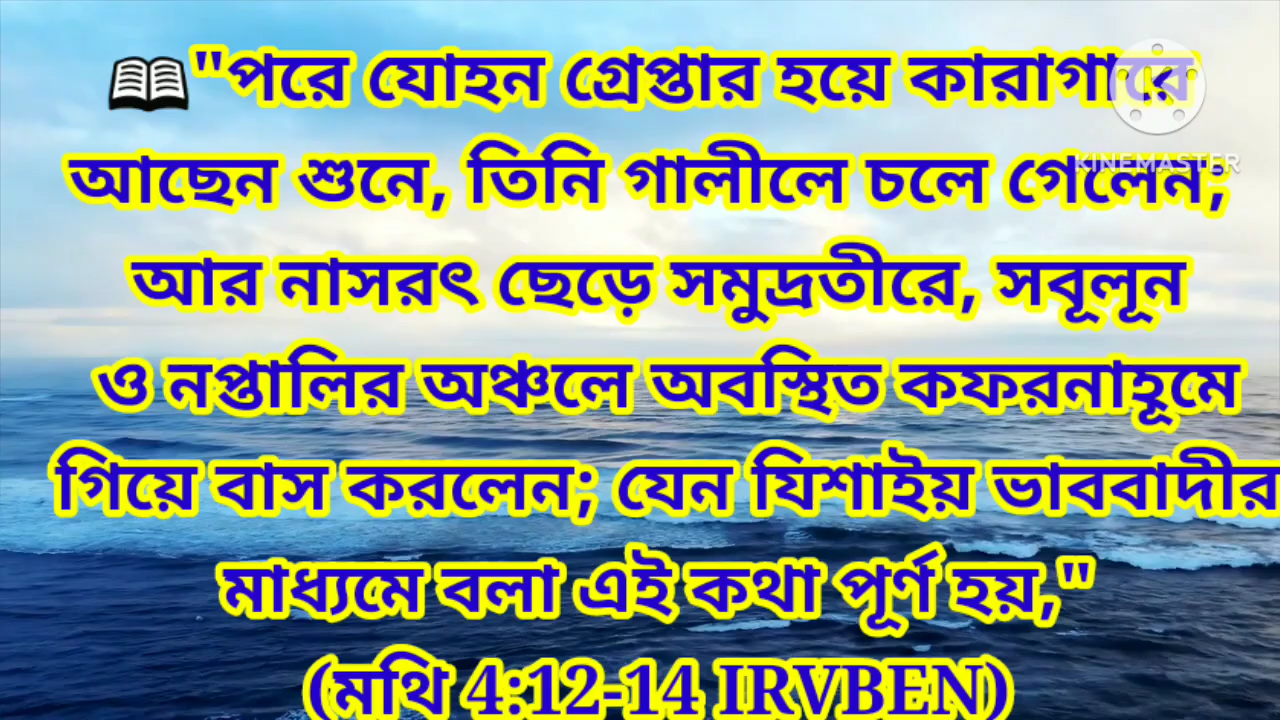 📖"পরে যোহন গ্রেপ্তার হয়ে কারাগারে
KINEMASTER
আছেন শুনে, তিনি গালীলে চলে গেলেন;
আর নাসরৎ ছেড়ে সমুদ্রতীরে, সবূলূন
ও নপ্তালির অঞ্চলে অবস্থিত কফরনাহূমে
গিয়ে বাস করলেন; যেন যিশাইয় ভাববাদীর
মাধ্যমে বলা এই কথা পূর্ণ হয়,"
(মথি 4:12-14 IRVBEN)